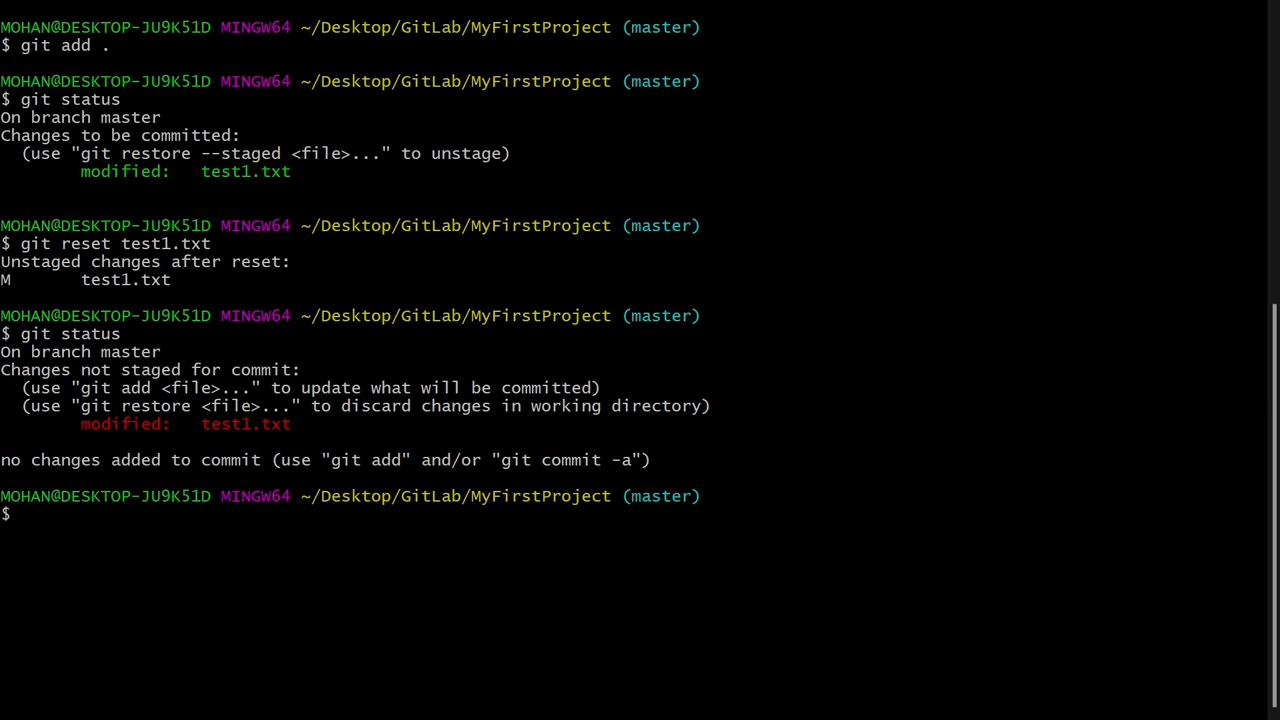 MOHAN@DESKTOP-JU9K51D MINGW64 ~/Desktop/GitLab/MyFirstProject (master)
$ git add .
MOHAN@DESKTOP-JU9K51D MINGW64 ~/Desktop/GitLab/MyFirstProject (master)
$ git status
On branch master
Changes to be committed:
  (use "git restore --staged <file>..." to unstage)
        modified:   test1.txt
MOHAN@DESKTOP-JU9K51D MINGW64 ~/Desktop/GitLab/MyFirstProject (master)
$ git reset test1.txt
Unstaged changes after reset:
M       test1.txt
MOHAN@DESKTOP-JU9K51D MINGW64 ~/Desktop/GitLab/MyFirstProject (master)
$ git status
On branch master
Changes not staged for commit:
  (use "git add <file>..." to update what will be committed)
  (use "git restore <file>..." to discard changes in working directory)
        modified:   test1.txt
no changes added to commit (use "git add" and/or "git commit -a")
MOHAN@DESKTOP-JU9K51D MINGW64 ~/Desktop/GitLab/MyFirstProject (master)
$